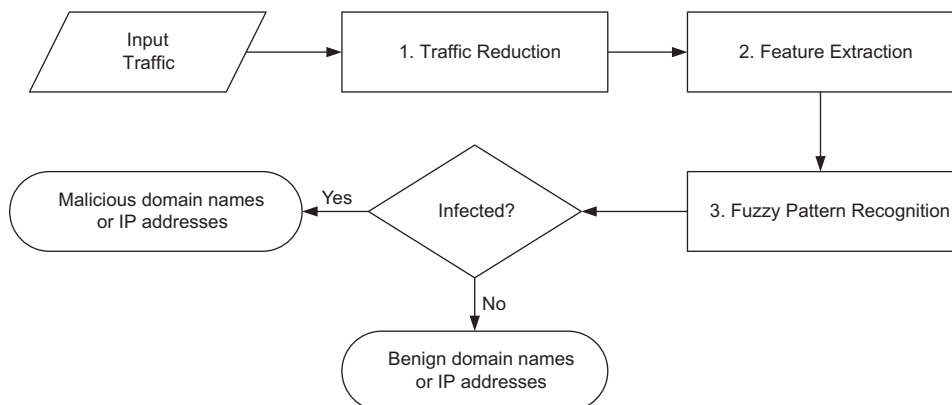 Input
Traffic
1. Traffic Reduction
2. Feature Extraction
3. Fuzzy Pattern Recognition
Infected?
Yes
Malicious domain names
or IP addresses
No
Benign domain names
or IP addresses